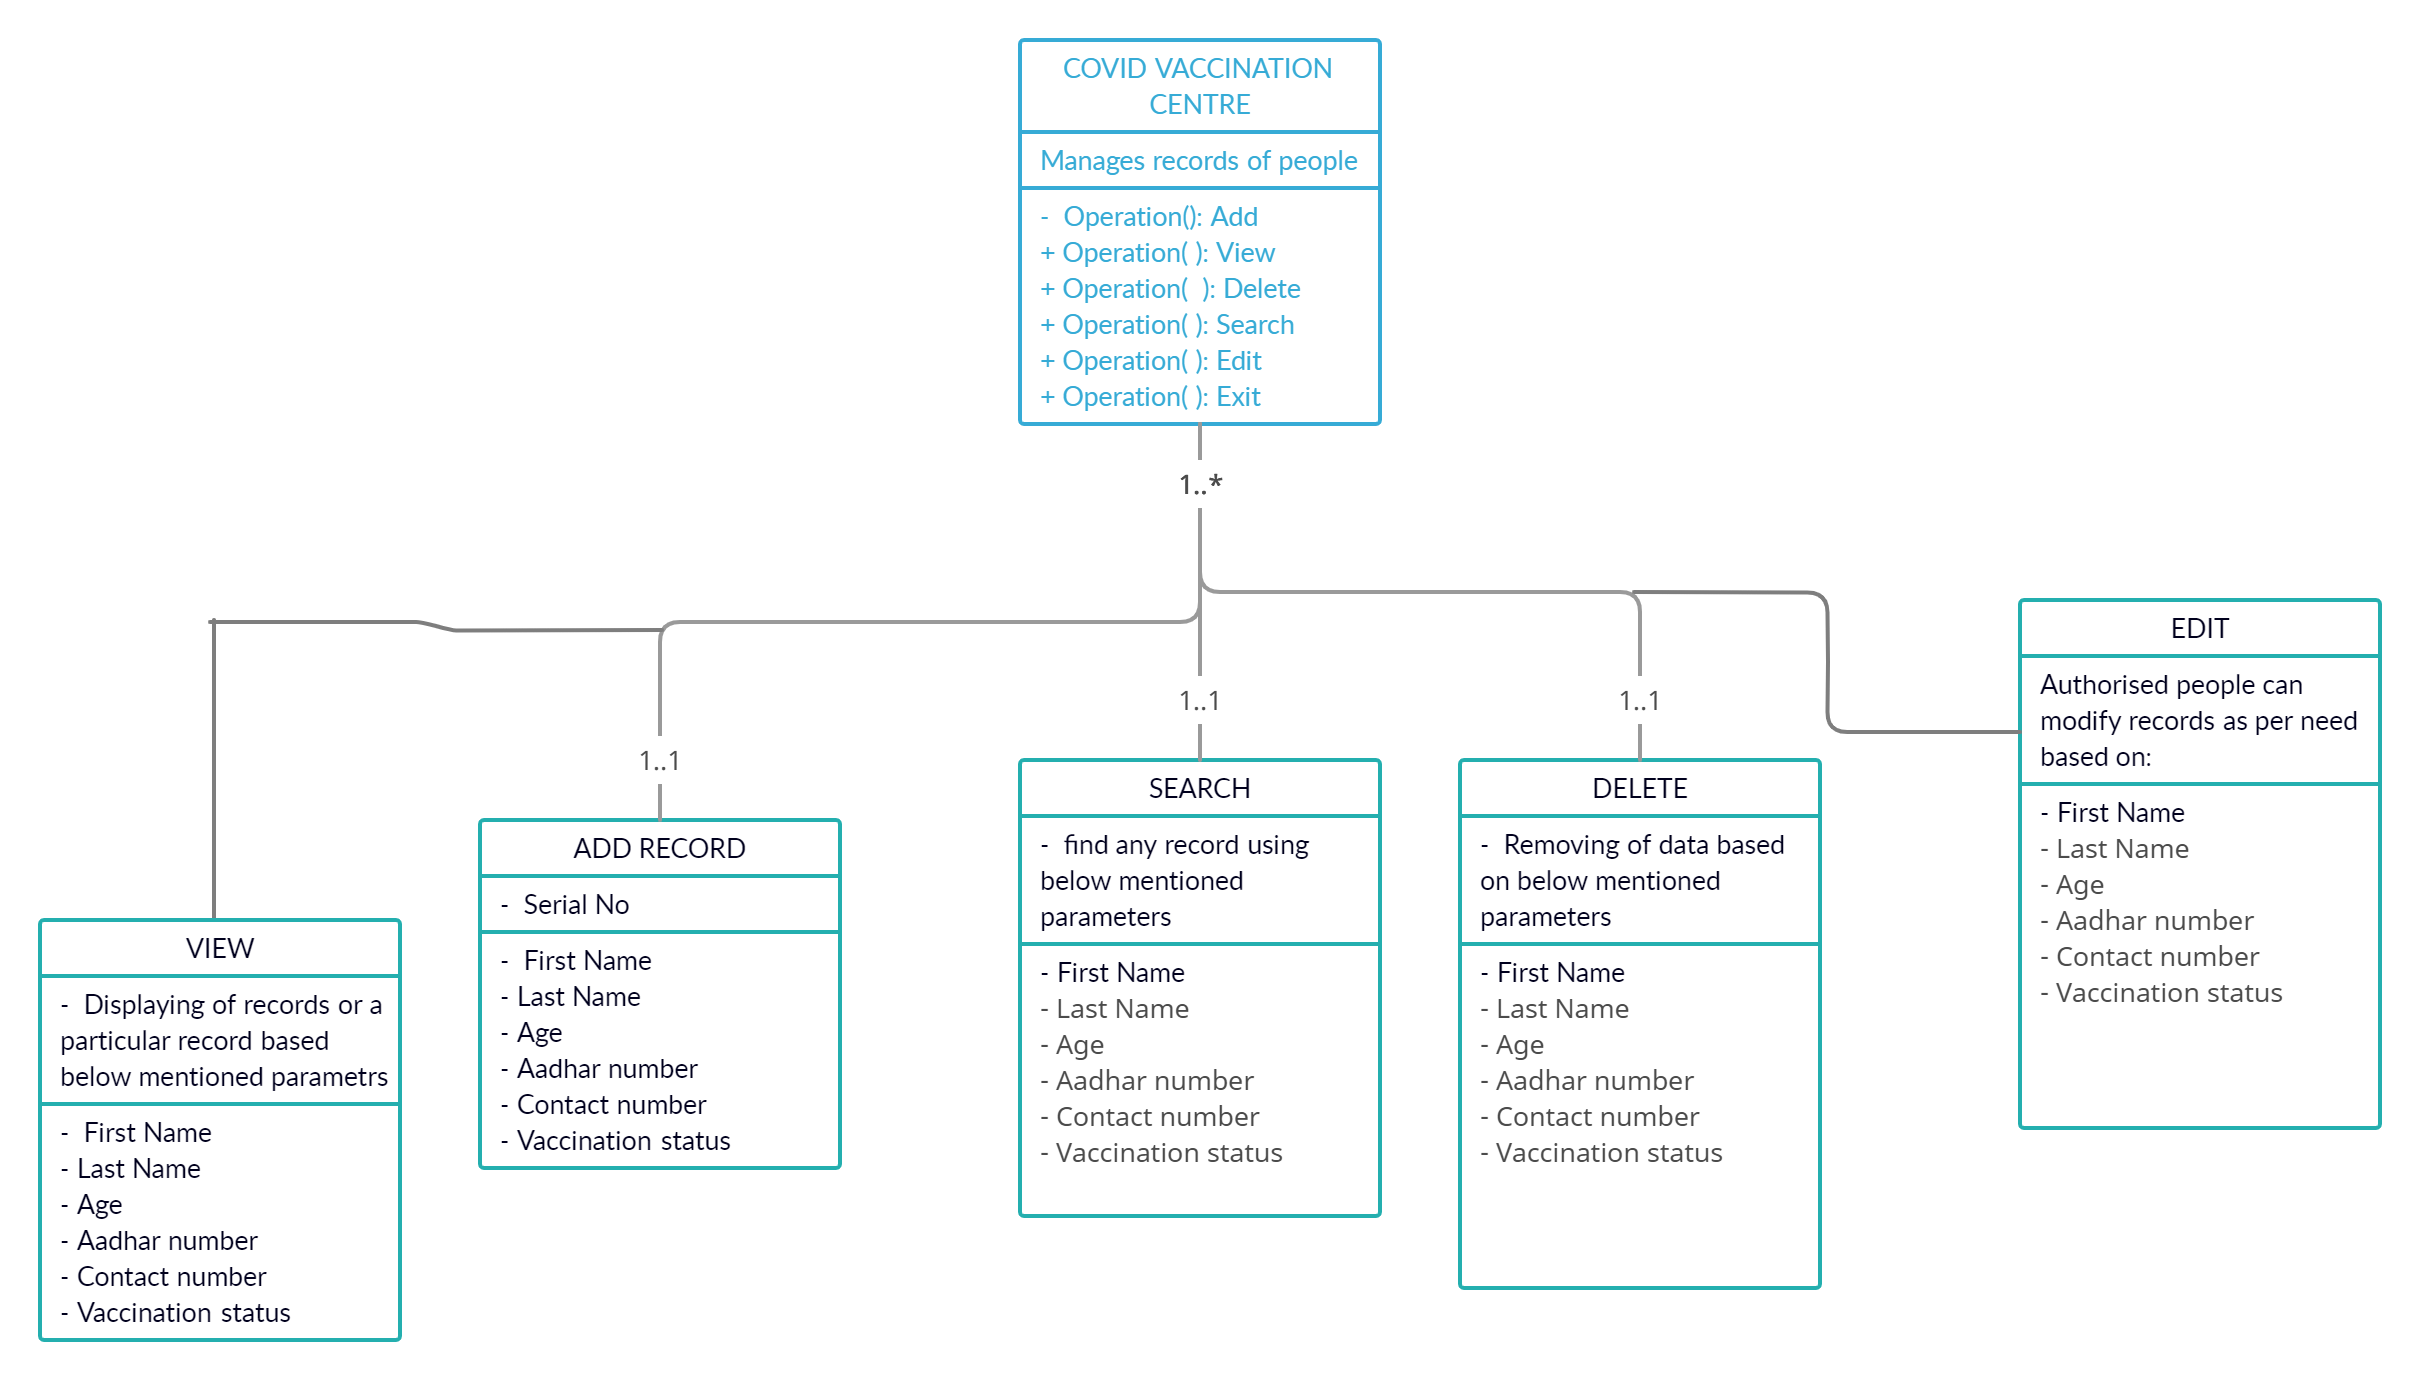 COVID VACCINATION
CENTRE
Manages records of people
- Operation(): Add
+ Operation( ): View
+ Operation(  ): Delete
+ Operation( ): Search
+ Operation( ): Edit
+ Operation( ): Exit
1..*
1..1
1..1
1..1
VIEW
- Displaying of records or a
particular record based
below mentioned parametrs
- First Name
- Last Name
- Age
- Aadhar number
- Contact number
- Vaccination status
ADD RECORD
- Serial No
- First Name
- Last Name
- Age
- Aadhar number
- Contact number
- Vaccination status
SEARCH
- find any record using
below mentioned
parameters
- First Name
- Last Name
- Age
- Aadhar number
- Contact number
- Vaccination status
DELETE
- Removing of data based
on below mentioned
parameters
- First Name
- Last Name
- Age
- Aadhar number
- Contact number
- Vaccination status
EDIT
Authorised people can
modify records as per need
based on:
- First Name
- Last Name
- Age
- Aadhar number
- Contact number
- Vaccination status